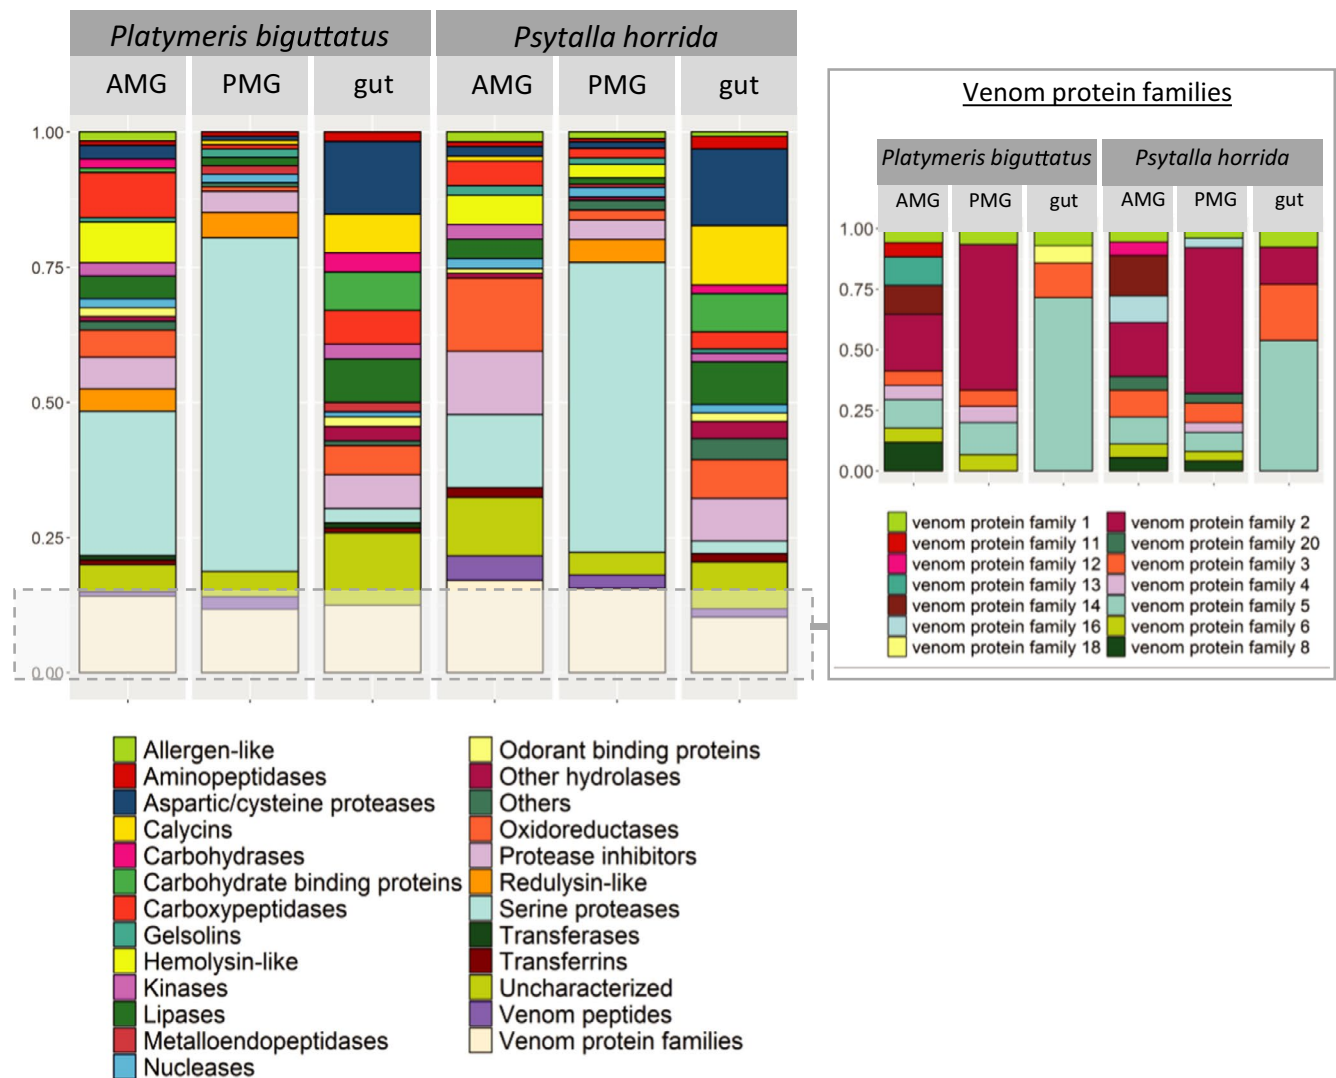 Platymeris biguttatus Psytalla horrida
AMG PMG gut AMG PMG gut
1.00
0.75
0.50
0.25
0.00
Venom protein families
Platymeris biguttatus Psytalla horrida
AMG PMG gut AMG PMG gut
1.00
0.75
0.50
0.25
0.00
venom protein family 1 venom protein family 2
venom protein family 11 venom protein family 20
venom protein family 12 venom protein family 3
venom protein family 13 venom protein family 4
venom protein family 14 venom protein family 5
venom protein family 16 venom protein family 6
venom protein family 18 venom protein family 8
Allergen-like
Aminopeptidases
Aspartic/cysteine proteases
Calycins
Carbohydrases
Carbohydrate binding proteins
Carboxypeptidases
Gelsolins
Hemolysin-like
Kinases
Lipases
Metalloendopeptidases
Nucleases
Odorant binding proteins
Other hydrolases
Others
Oxidoreductases
Protease inhibitors
Redulysin-like
Serine proteases
Transferases
Transferrins
Uncharacterized
Venom peptides
Venom protein families